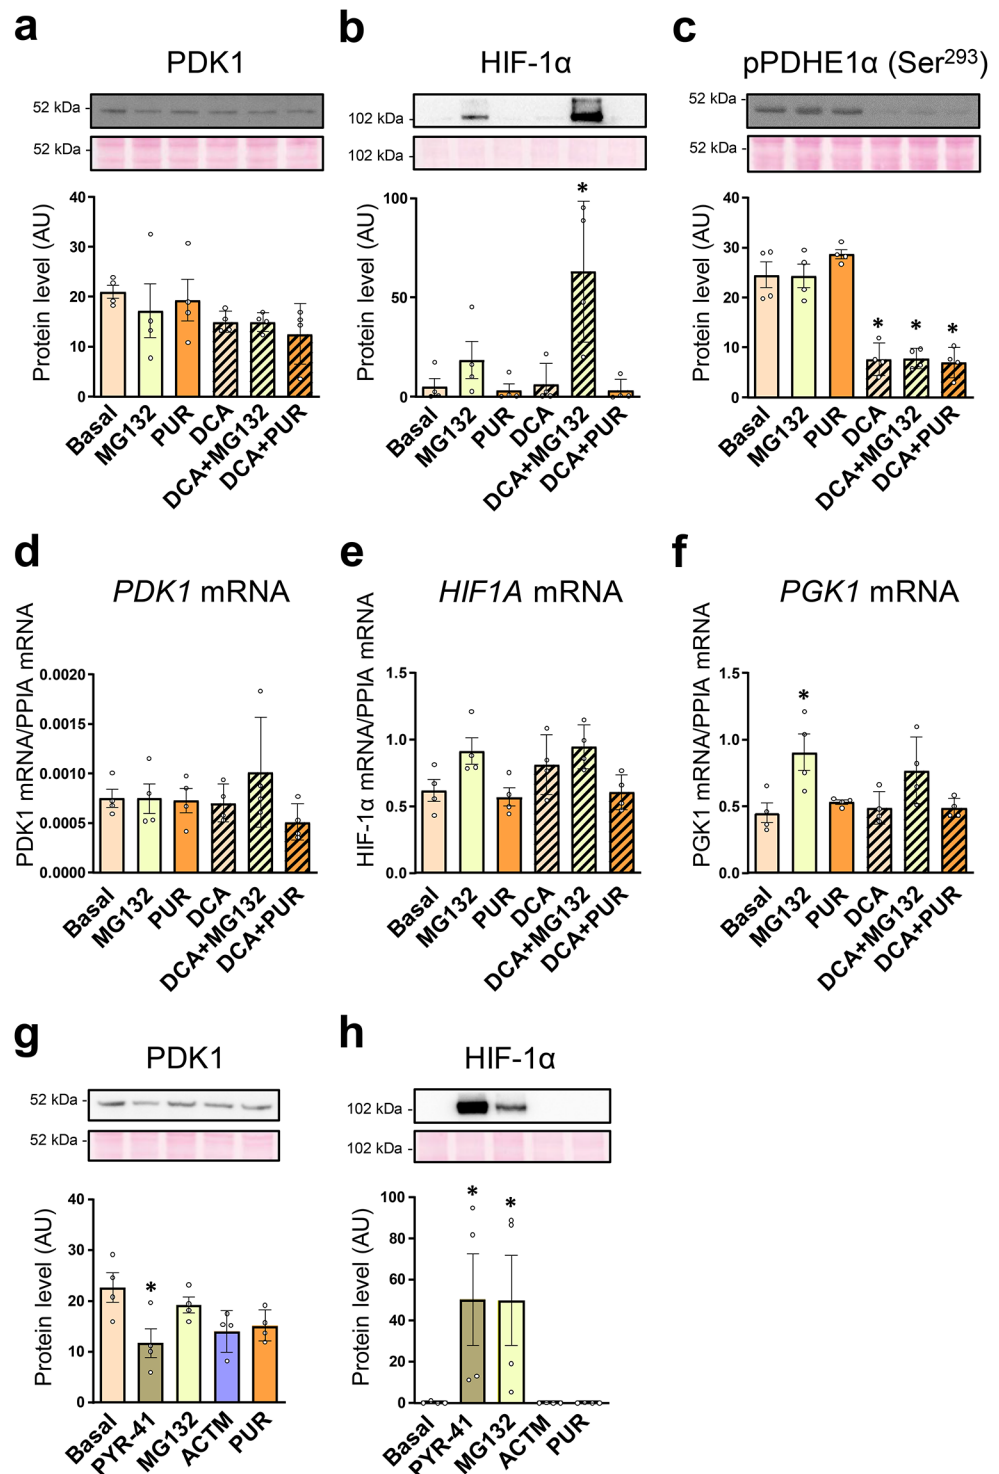 a
PDK1
52 kDa -
52 kDa -
Protein level (AU)
40
30
20
10
0
Basal
MG132
PUR
DCA
DCA+MG132
DCA+PUR
b
HIF-1α
102 kDa -
102 kDa -
Protein level (AU)
100
50
0
*
Basal
MG132
PUR
DCA
DCA+MG132
DCA+PUR
c
pPDHE1α (Ser293)
52 kDa -
52 kDa -
Protein level (AU)
40
30
20
10
0
* * *
Basal
MG132
PUR
DCA
DCA+MG132
DCA+PUR
d
PDK1 mRNA
PDK1 mRNA/PPIA mRNA
0.0020
0.0015
0.0010
0.0005
0.0000
Basal
MG132
PUR
DCA
DCA+MG132
DCA+PUR
e
HIF1A mRNA
HIF-1α mRNA/PPIA mRNA
1.5
1.0
0.5
0.0
Basal
MG132
PUR
DCA
DCA+MG132
DCA+PUR
f
PGK1 mRNA
PGK1 mRNA/PPIA mRNA
1.5
1.0
0.5
0.0
*
Basal
MG132
PUR
DCA
DCA+MG132
DCA+PUR
g
PDK1
52 kDa -
52 kDa -
Protein level (AU)
40
30
20
10
0
*
Basal
PYR-41
MG132
ACTM
PUR
h
HIF-1α
102 kDa -
102 kDa -
Protein level (AU)
100
80
60
40
20
0
* *
Basal
PYR-41
MG132
ACTM
PUR